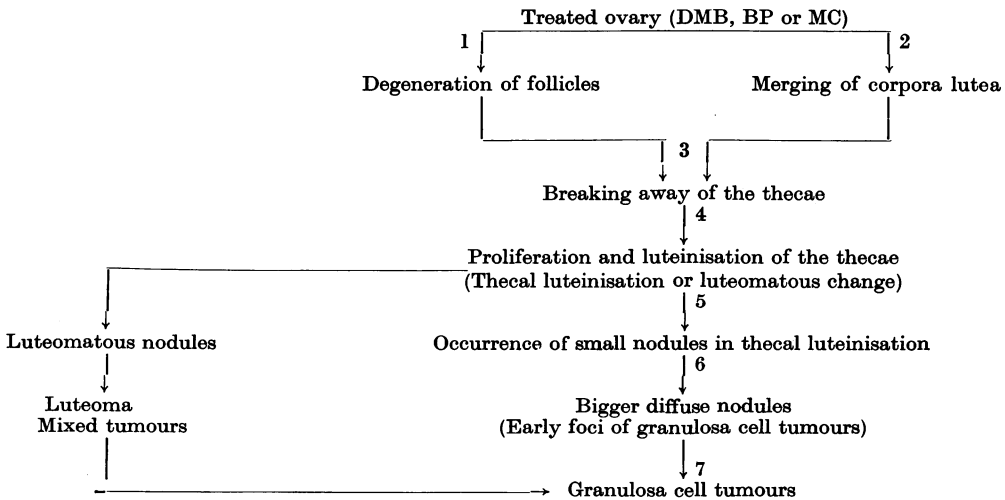 Treated ovary (DMB, BP or MC)
1 2
Degeneration of follicles Merging of corpora lutea
3
Breaking away of the thecae
4
Proliferation and luteinisation of the thecae
(Thecal luteinisation or luteomatous change)
5
Luteomatous nodules Occurrence of small nodules in thecal luteinisation
6
Luteoma Bigger diffuse nodules
Mixed tumours (Early foci of granulosa cell tumours)
7
Granulosa cell tumours